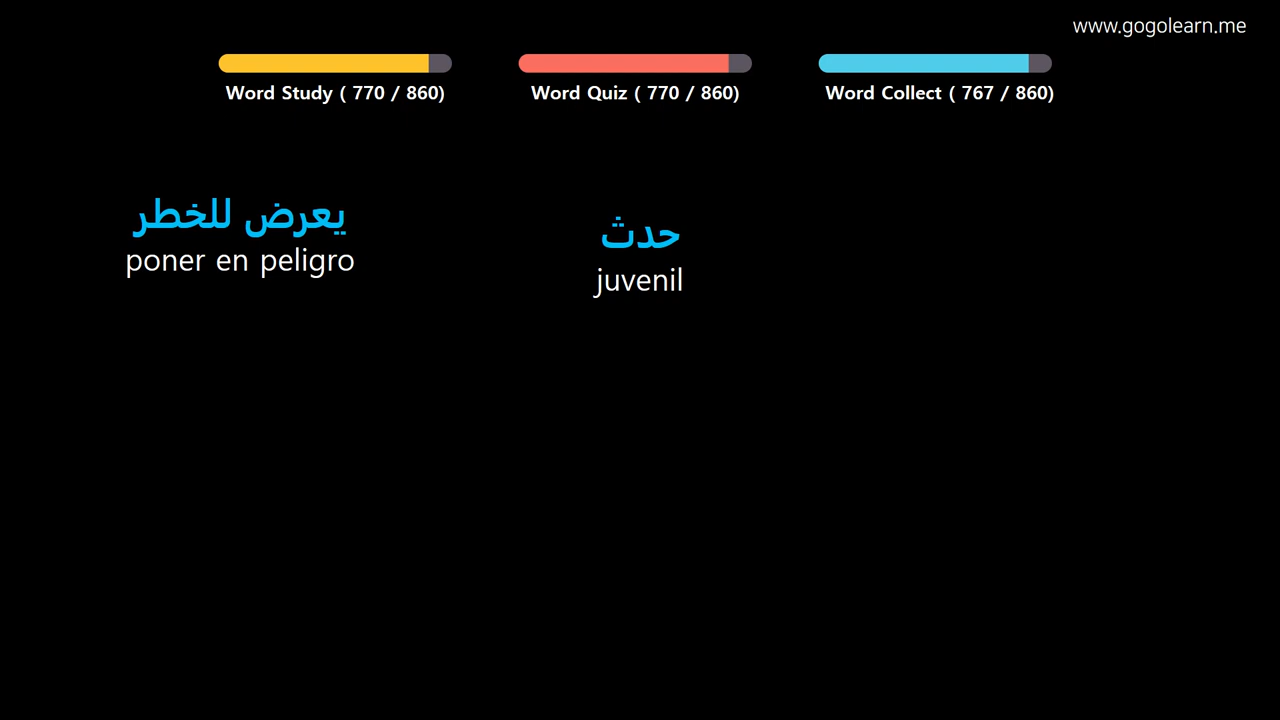 www.gogolearn.me
Word Study ( 770 / 860)
Word Quiz ( 770 / 860)
Word Collect ( 767 / 860)
يعرض للخطر
poner en peligro
حدث
juvenil